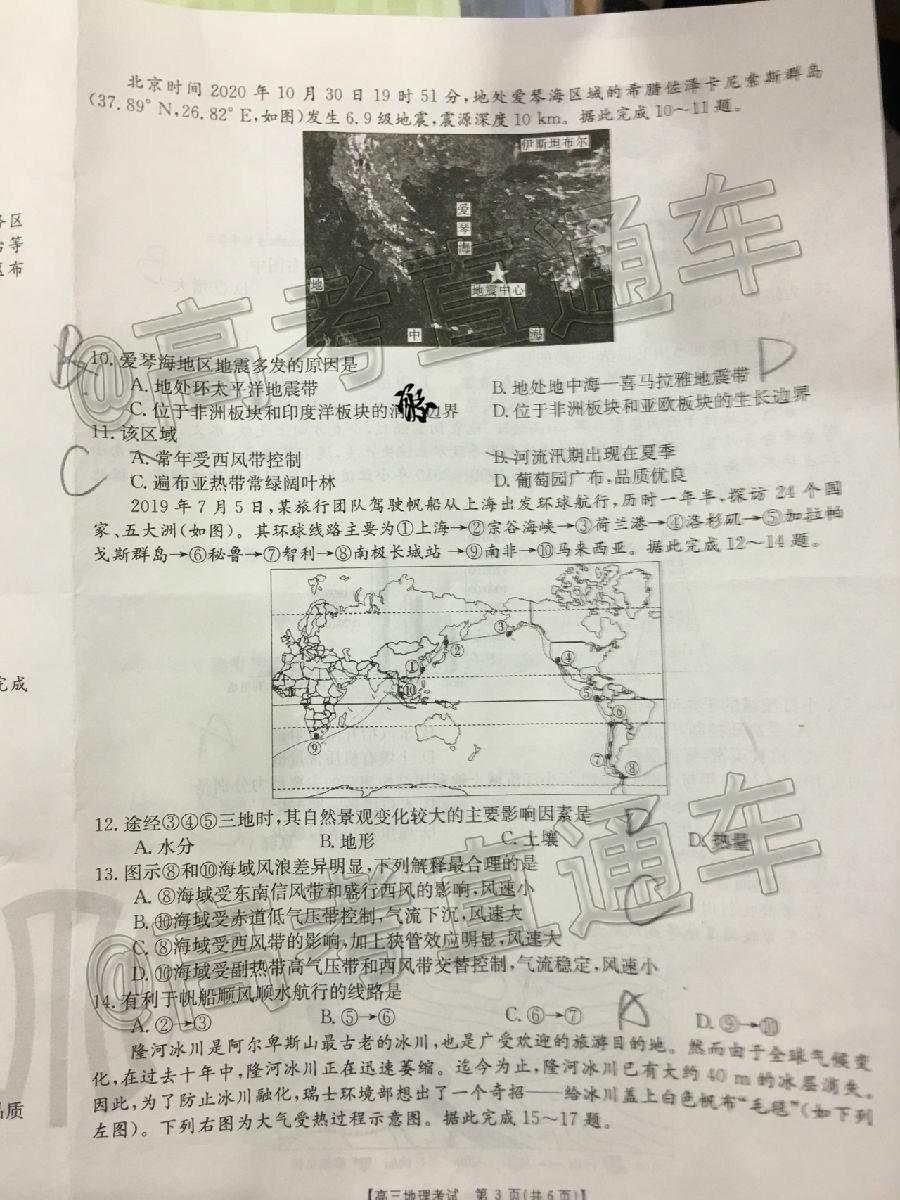 北京时间 2020 年 10 月 30 日 19 时 51 分,地处爱琴海区域的希腊佐泽卡尼索斯群岛
(37.89° N,26.82° E,如图)发生 6.9 级地震,震源深度 10 km。据此完成 10～11 题。
伊斯坦布尔
爱琴海
地震中心
地 中 海
10. 爱琴海地区地震多发的原因是
A. 地处环太平洋地震带 B. 地处地中海—喜马拉雅地震带
C. 位于非洲板块和印度洋板块的消亡边界 D. 位于非洲板块和亚欧板块的生长边界
11. 该区域
A. 常年受西风带控制 B. 河流汛期出现在夏季
C. 遍布亚热带常绿阔叶林 D. 葡萄园广布,品质优良
2019 年 7 月 5 日,某旅行团队驾驶帆船从上海出发环球航行,历时一年半,探访 24 个国
家、五大洲(如图)。其环球线路主要为①上海→②宗谷海峡→③荷兰港→④洛杉矶→⑤加拉帕
戈斯群岛→⑥秘鲁→⑦智利→⑧南极长城站→⑨南非→⑩马来西亚。据此完成 12～14 题。
① ② ③ ④ ⑤ ⑥ ⑦ ⑧ ⑨ ⑩
12. 途经③④⑤三地时,其自然景观变化较大的主要影响因素是
A. 水分 B. 地形 C. 土壤 D. 热量
13. 图示⑧和⑩海域风浪差异明显,下列解释最合理的是
A. ⑧海域受东南信风带和盛行西风的影响,风速小
B. ⑩海域受赤道低气压带控制,气流下沉,风速大
C. ⑧海域受西风带的影响,加上狭管效应明显,风速大
D. ⑩海域受副热带高气压带和西风带交替控制,气流稳定,风速小
14. 有利于帆船顺风顺水航行的线路是
A. ②→③ B. ⑤→⑥ C. ⑥→⑦ D. ⑨→⑩
隆河冰川是阿尔卑斯山最古老的冰川,也是广受欢迎的旅游目的地。然而由于全球气候变
化,在过去十年中,隆河冰川正在迅速萎缩。迄今为止,隆河冰川已有大约 40 m 的冰层消失。
因此,为了防止冰川融化,瑞士环境部想出了一个奇招——给冰川盖上白色帆布“毛毯”(如下列
左图)。下列右图为大气受热过程示意图。据此完成 15～17 题。
【高三地理考试 第 3 页(共 6 页)】
@高考直通车
@高考直通车
B
D
C
D
C
A
务区
等
布
完成
品质